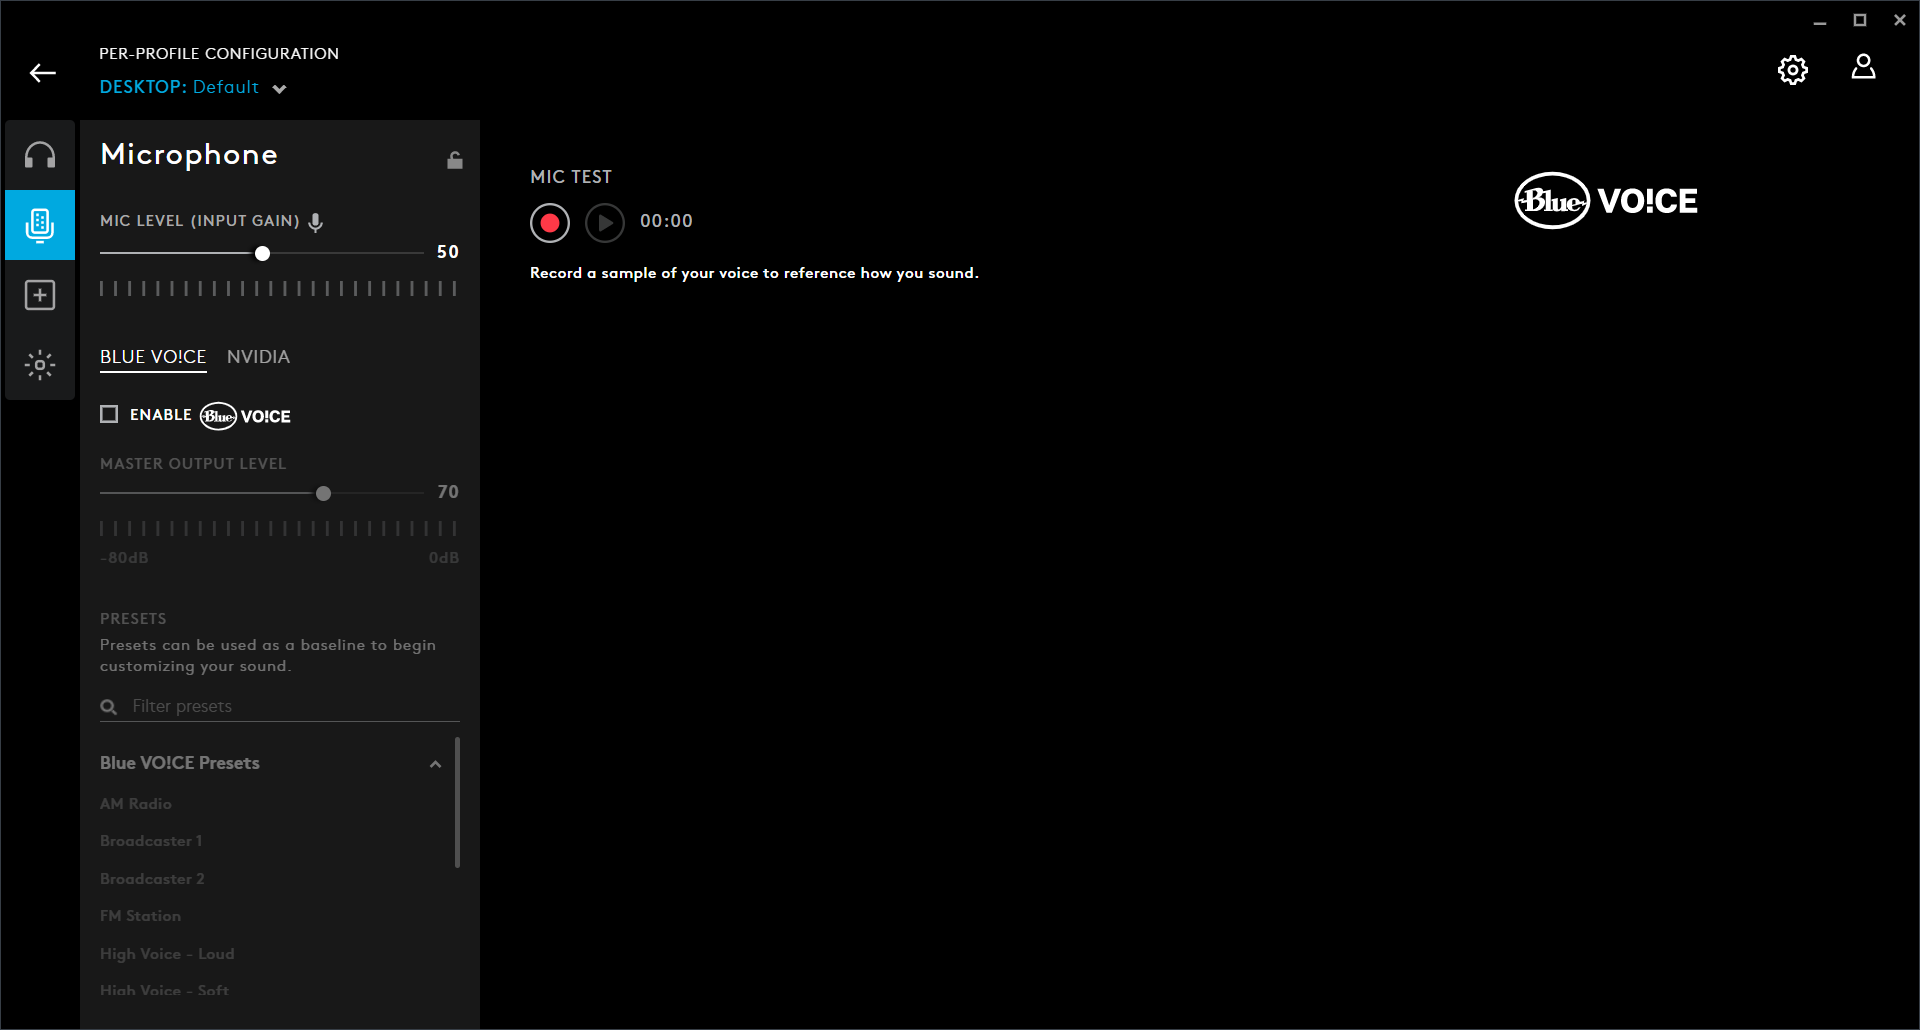 PER-PROFILE CONFIGURATION
DESKTOP: Default
Microphone
MIC LEVEL (INPUT GAIN)
50
BLUE VO!CE NVIDIA
ENABLE Blue VO!CE
MASTER OUTPUT LEVEL
70
-80dB 0dB
PRESETS
Presets can be used as a baseline to begin
customizing your sound.
Filter presets
Blue VO!CE Presets
AM Radio
Broadcaster 1
Broadcaster 2
FM Station
High Voice - Loud
High Voice - Soft
MIC TEST
00:00
Record a sample of your voice to reference how you sound.
Blue VO!CE